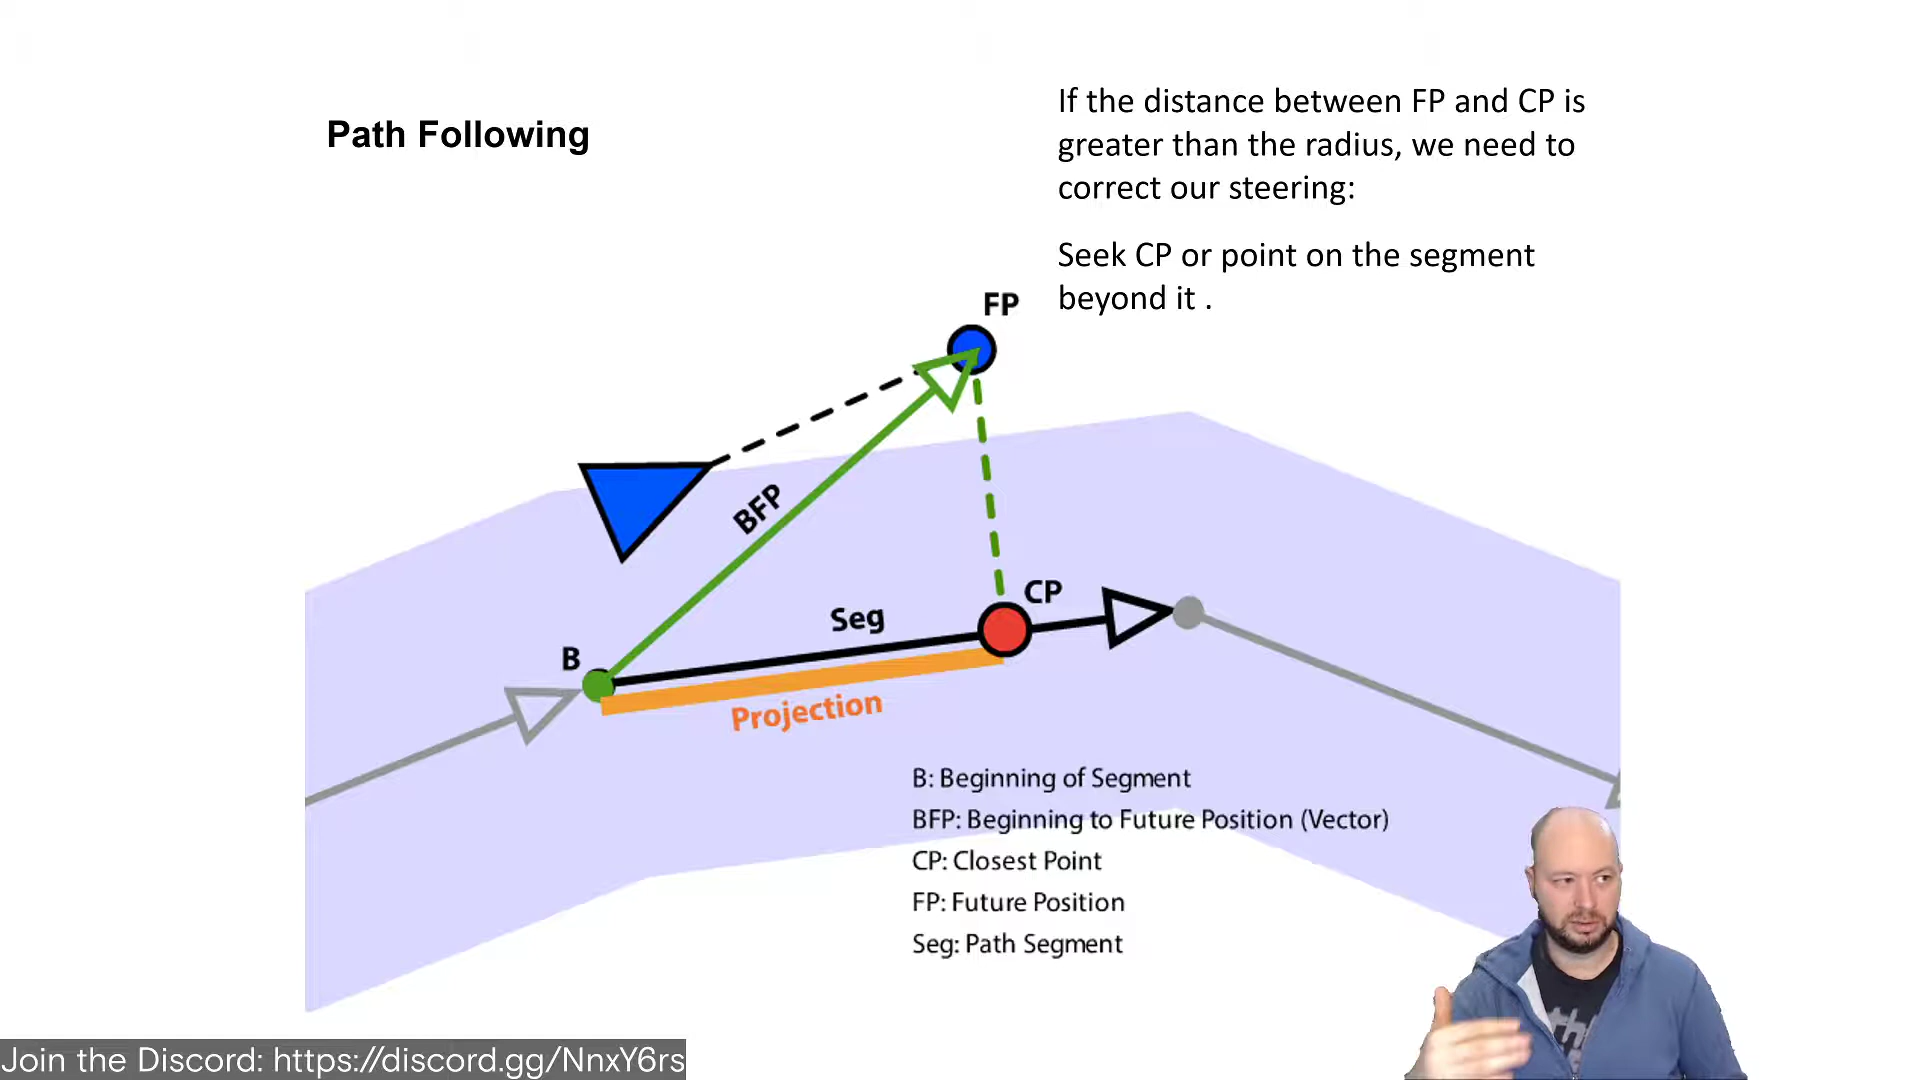 Path Following
If the distance between FP and CP is
greater than the radius, we need to
correct our steering:
Seek CP or point on the segment
beyond it .
FP
BFP
CP
Seg
B
Projection
B: Beginning of Segment
BFP: Beginning to Future Position (Vector)
CP: Closest Point
FP: Future Position
Seg: Path Segment
Join the Discord: https://discord.gg/NnxY6rs